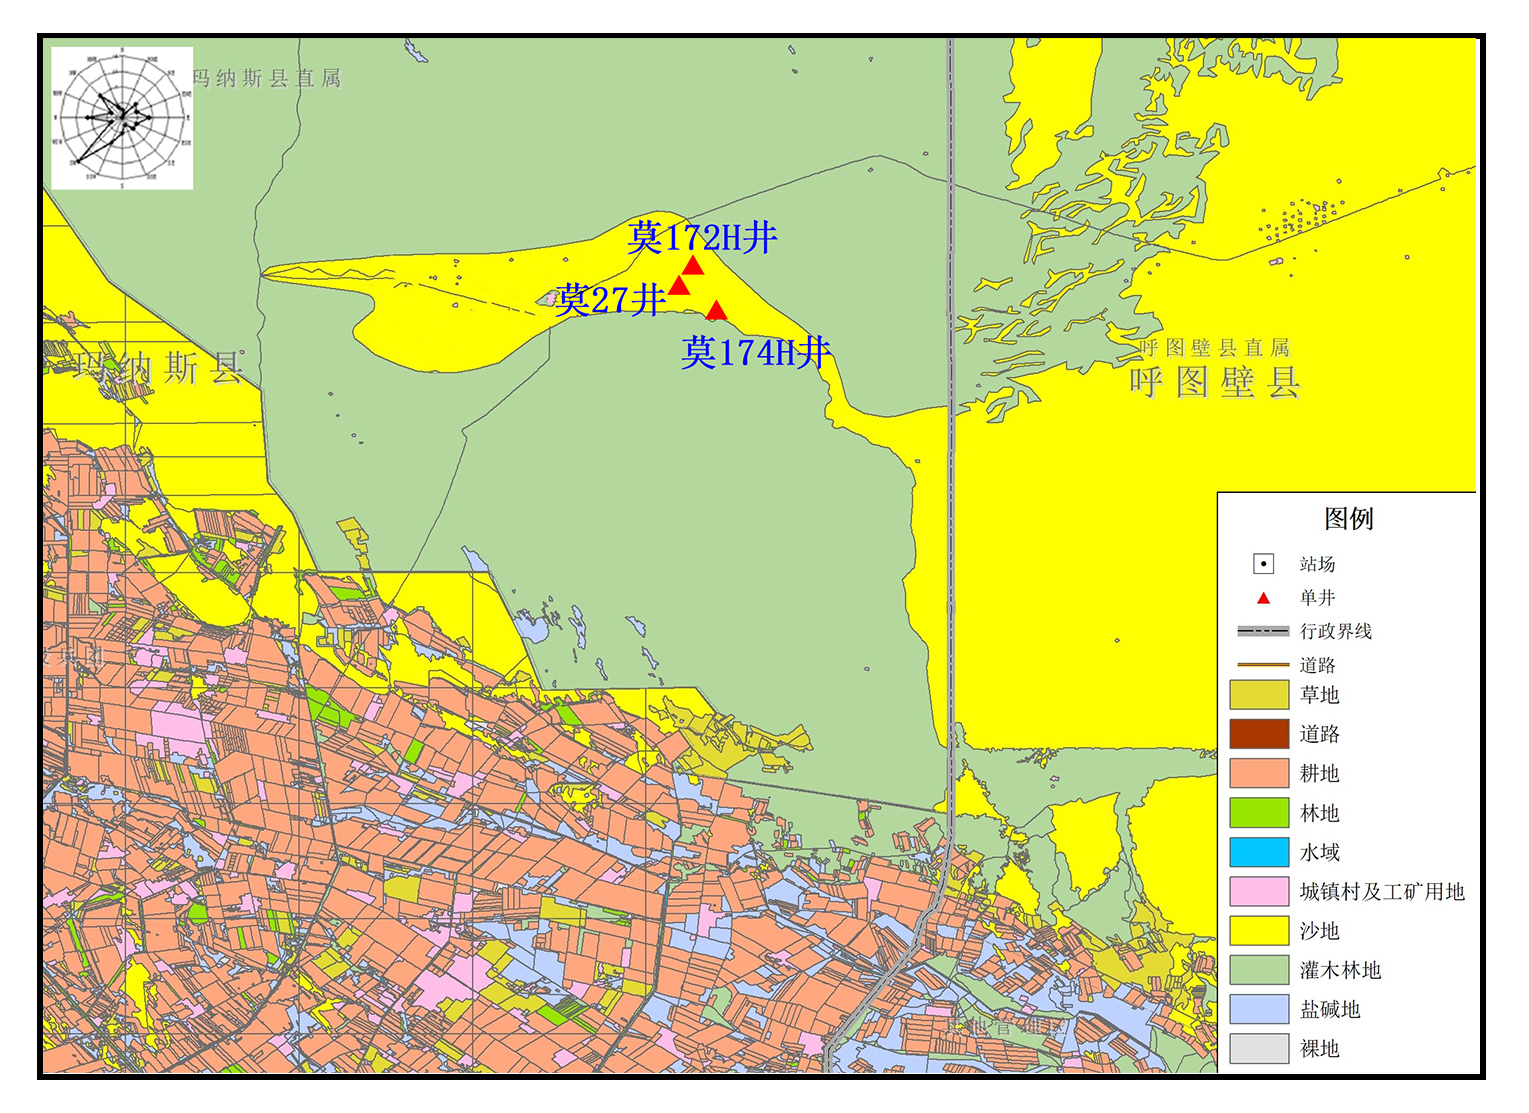 玛纳斯县直属
莫172H井
莫27井
莫174H井
玛纳斯县
呼图壁县直属
呼图壁县
图例
站场
单井
行政界线
道路
草地
道路
耕地
林地
水域
城镇村及工矿用地
沙地
灌木林地
盐碱地
裸地